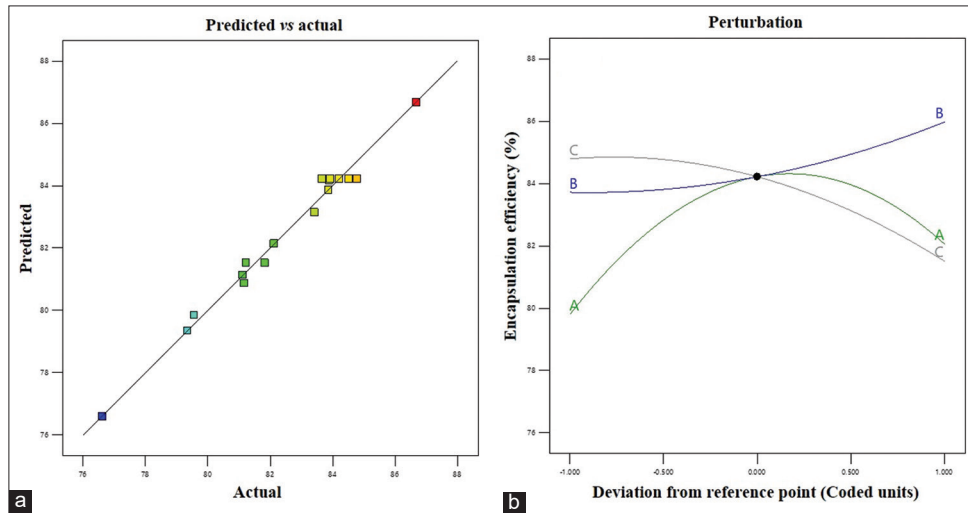 Predicted vs actual
88
86
84
82
80
78
76
Predicted
76
78
80
82
84
86
88
Actual
a
Perturbation
88
86
84
82
80
78
76
Encapsulation efficiency (%)
C
B
A
B
A
C
-1.000
-0.500
0.000
0.500
1.000
Deviation from reference point (Coded units)
b